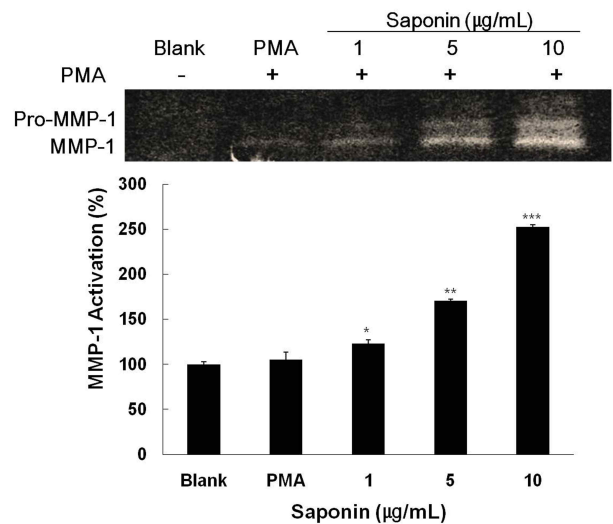 Saponin (μg/mL)
Blank PMA 1 5 10
PMA - + + + +
Pro-MMP-1
MMP-1
MMP-1 Activation (%)
300
250
200
150
100
50
0
*
**
***
Blank PMA 1 5 10
Saponin (μg/mL)